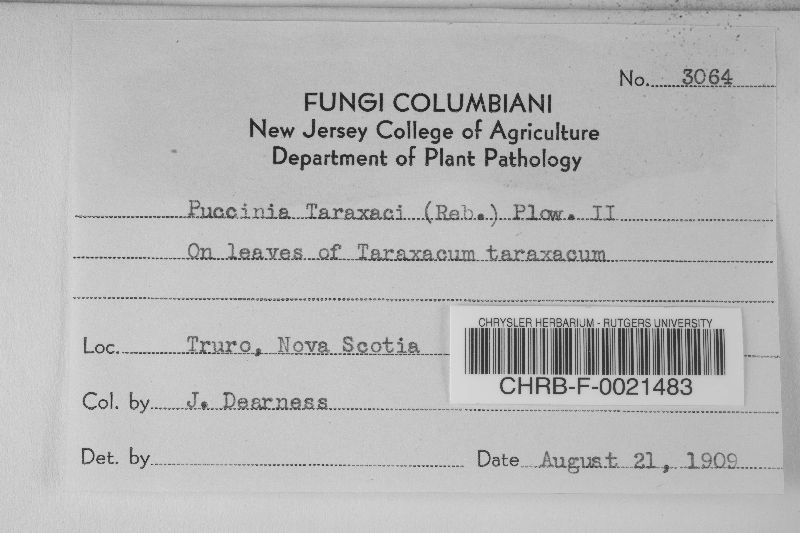 No. 3064
FUNGI COLUMBIANI
New Jersey College of Agriculture
Department of Plant Pathology
Puccinia Taraxaci (Reb.) Plow. II
On leaves of Taraxacum taraxacum
CHRYSLER HERBARIUM - RUTGERS UNIVERSITY
CHRB-F-0021483
Loc. Truro, Nova Scotia
Col. by J. Dearness
Det. by
Date August 21, 1909